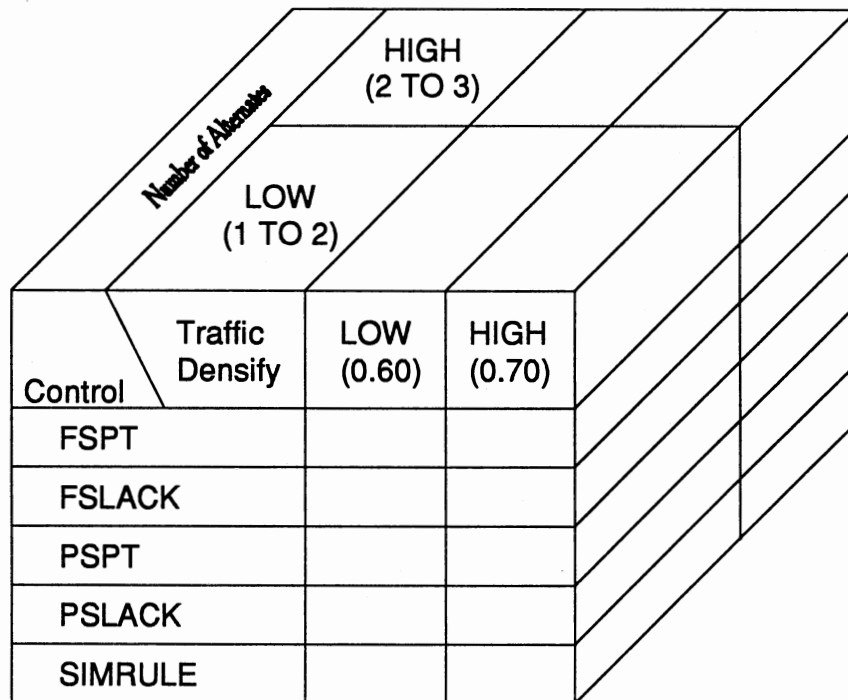 HIGH
(2 TO 3)
Number of Alternates
LOW
(1 TO 2)
Traffic
Densify
LOW
(0.60)
HIGH
(0.70)
Control
FSPT
FSLACK
PSPT
PSLACK
SIMRULE